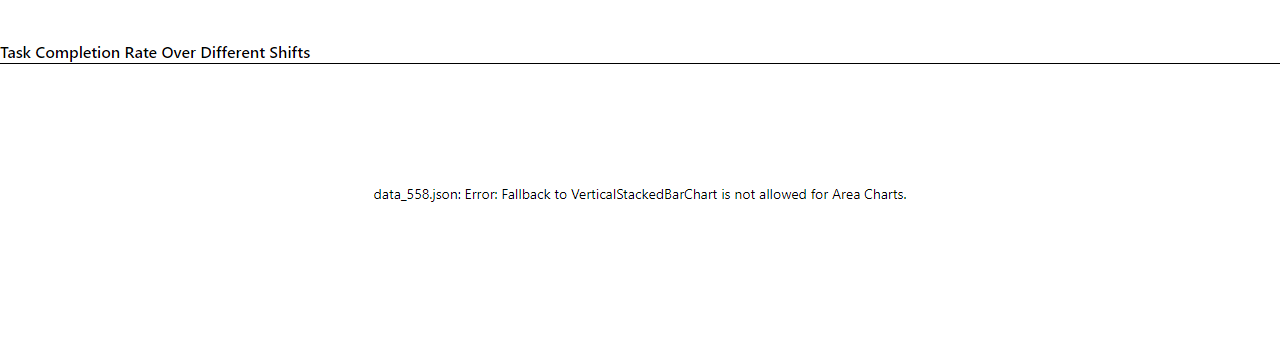 Task Completion Rate Over Different Shifts
data_558.json: Error: Fallback to VerticalStackedBarChart is not allowed for Area Charts.